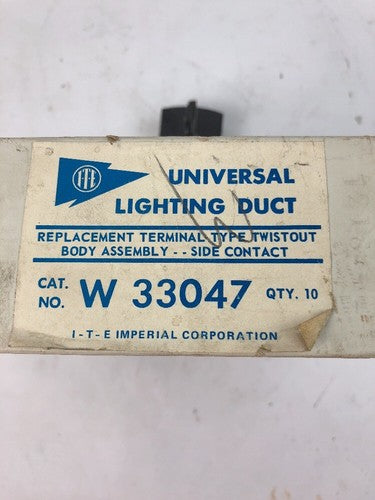 ITE
UNIVERSAL
LIGHTING DUCT
REPLACEMENT TERMINAL TYPE TWISTOUT
BODY ASSEMBLY -- SIDE CONTACT
CAT. NO. W 33047 QTY. 10
I-T-E IMPERIAL CORPORATION